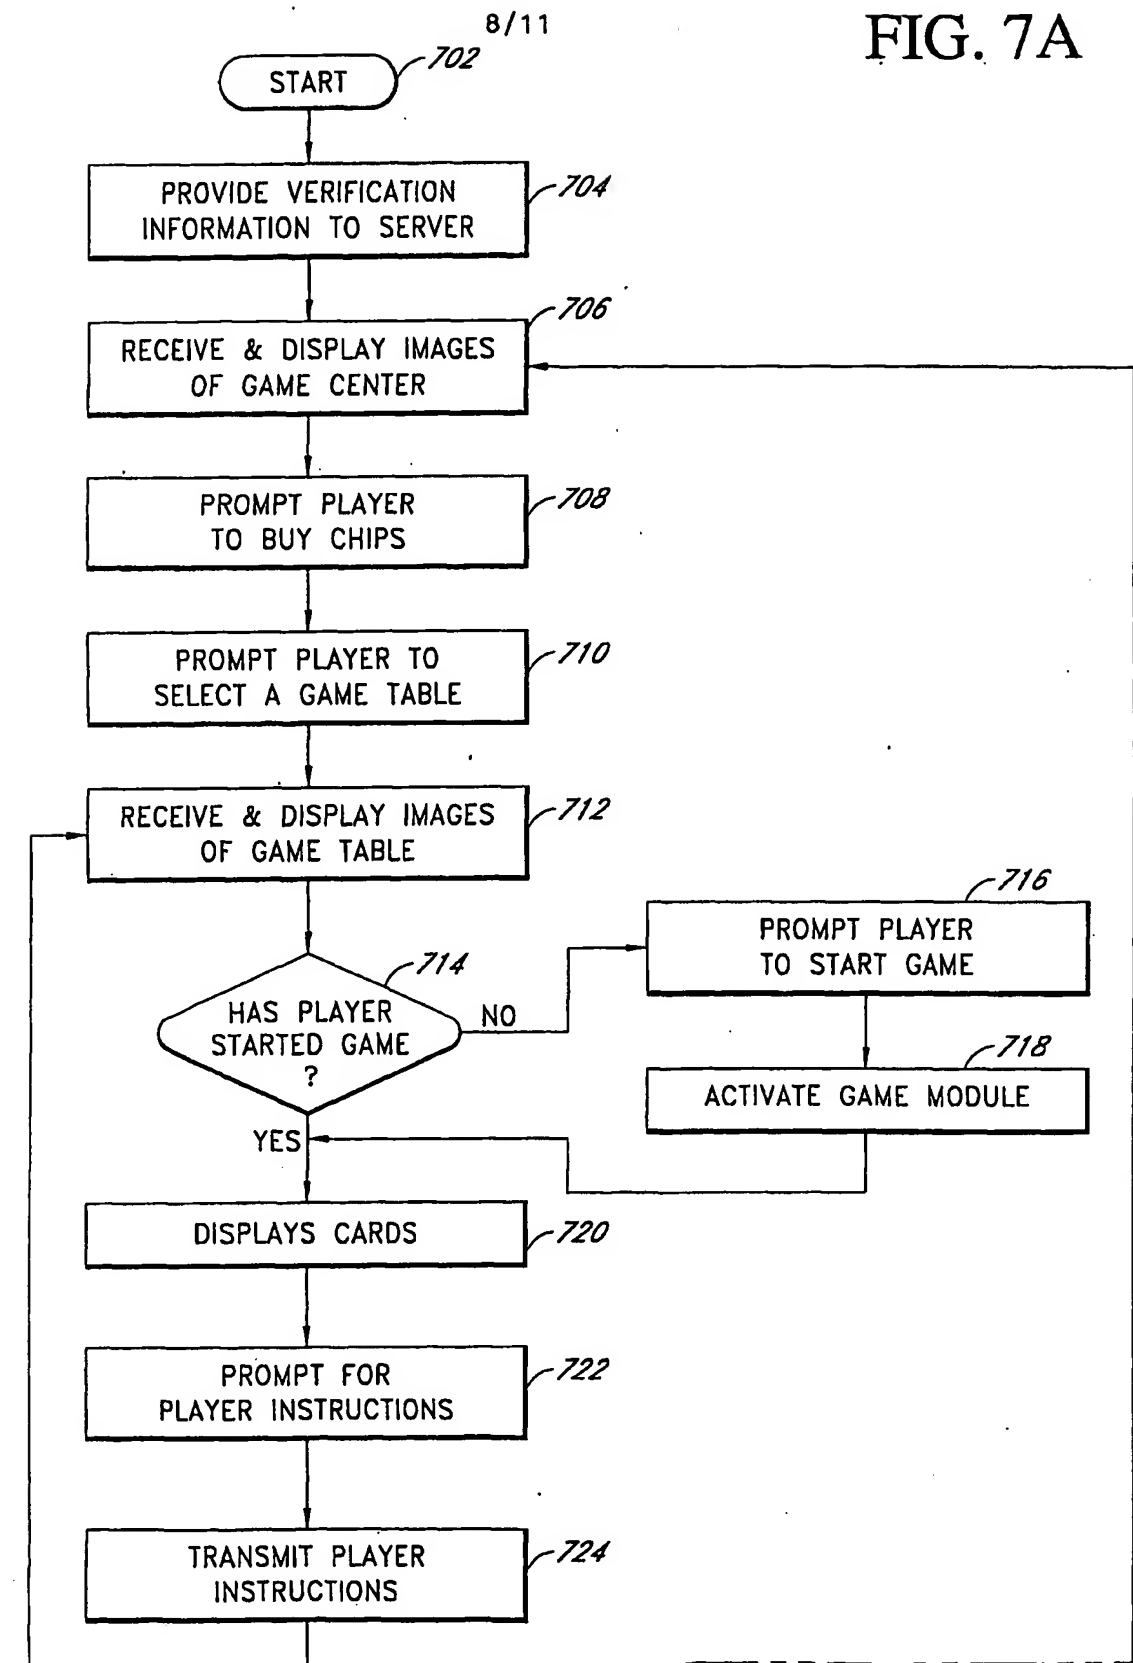 8/11
FIG. 7A
START
702
PROVIDE VERIFICATION
INFORMATION TO SERVER
704
RECEIVE & DISPLAY IMAGES
OF GAME CENTER
706
PROMPT PLAYER
TO BUY CHIPS
708
PROMPT PLAYER TO
SELECT A GAME TABLE
710
RECEIVE & DISPLAY IMAGES
OF GAME TABLE
712
HAS PLAYER
STARTED GAME
?
714
NO
PROMPT PLAYER
TO START GAME
716
ACTIVATE GAME MODULE
718
YES
DISPLAYS CARDS
720
PROMPT FOR
PLAYER INSTRUCTIONS
722
TRANSMIT PLAYER
INSTRUCTIONS
724